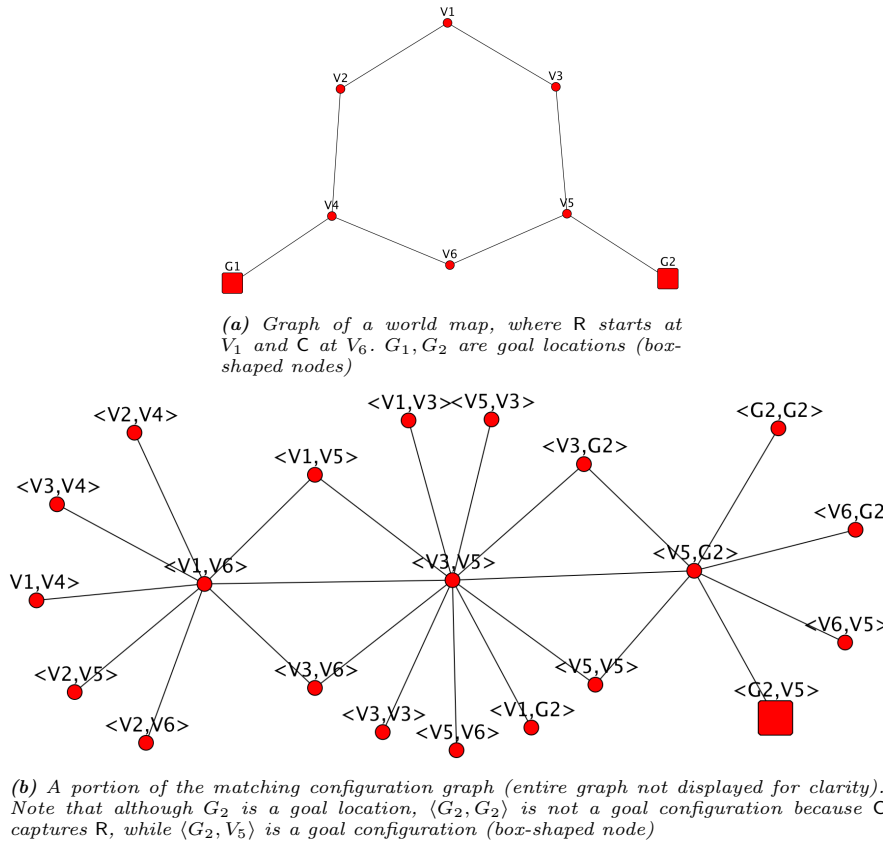 V1
V2
V3
V4
V5
V6
G1
G2
(a) Graph of a world map, where R starts at
V1 and C at V6. G1, G2 are goal locations (box-
shaped nodes)
<V1,V3>
<V5,V3>
<V2,V4>
<G2,G2>
<V1,V5>
<V3,G2>
<V3,V4>
<V6,G2
<V1,V6>
<V3,V5>
<V5,G2>
V1,V4>
<V6,V5>
<V2,V5>
<V3,V6>
<V5,V5>
<G2,V5>
<V2,V6>
<V3,V3>
<V5,V6>
<V1,G2>
(b) A portion of the matching configuration graph (entire graph not displayed for clarity).
Note that although G2 is a goal location, ⟨G2, G2⟩ is not a goal configuration because C
captures R, while ⟨G2, V5⟩ is a goal configuration (box-shaped node)